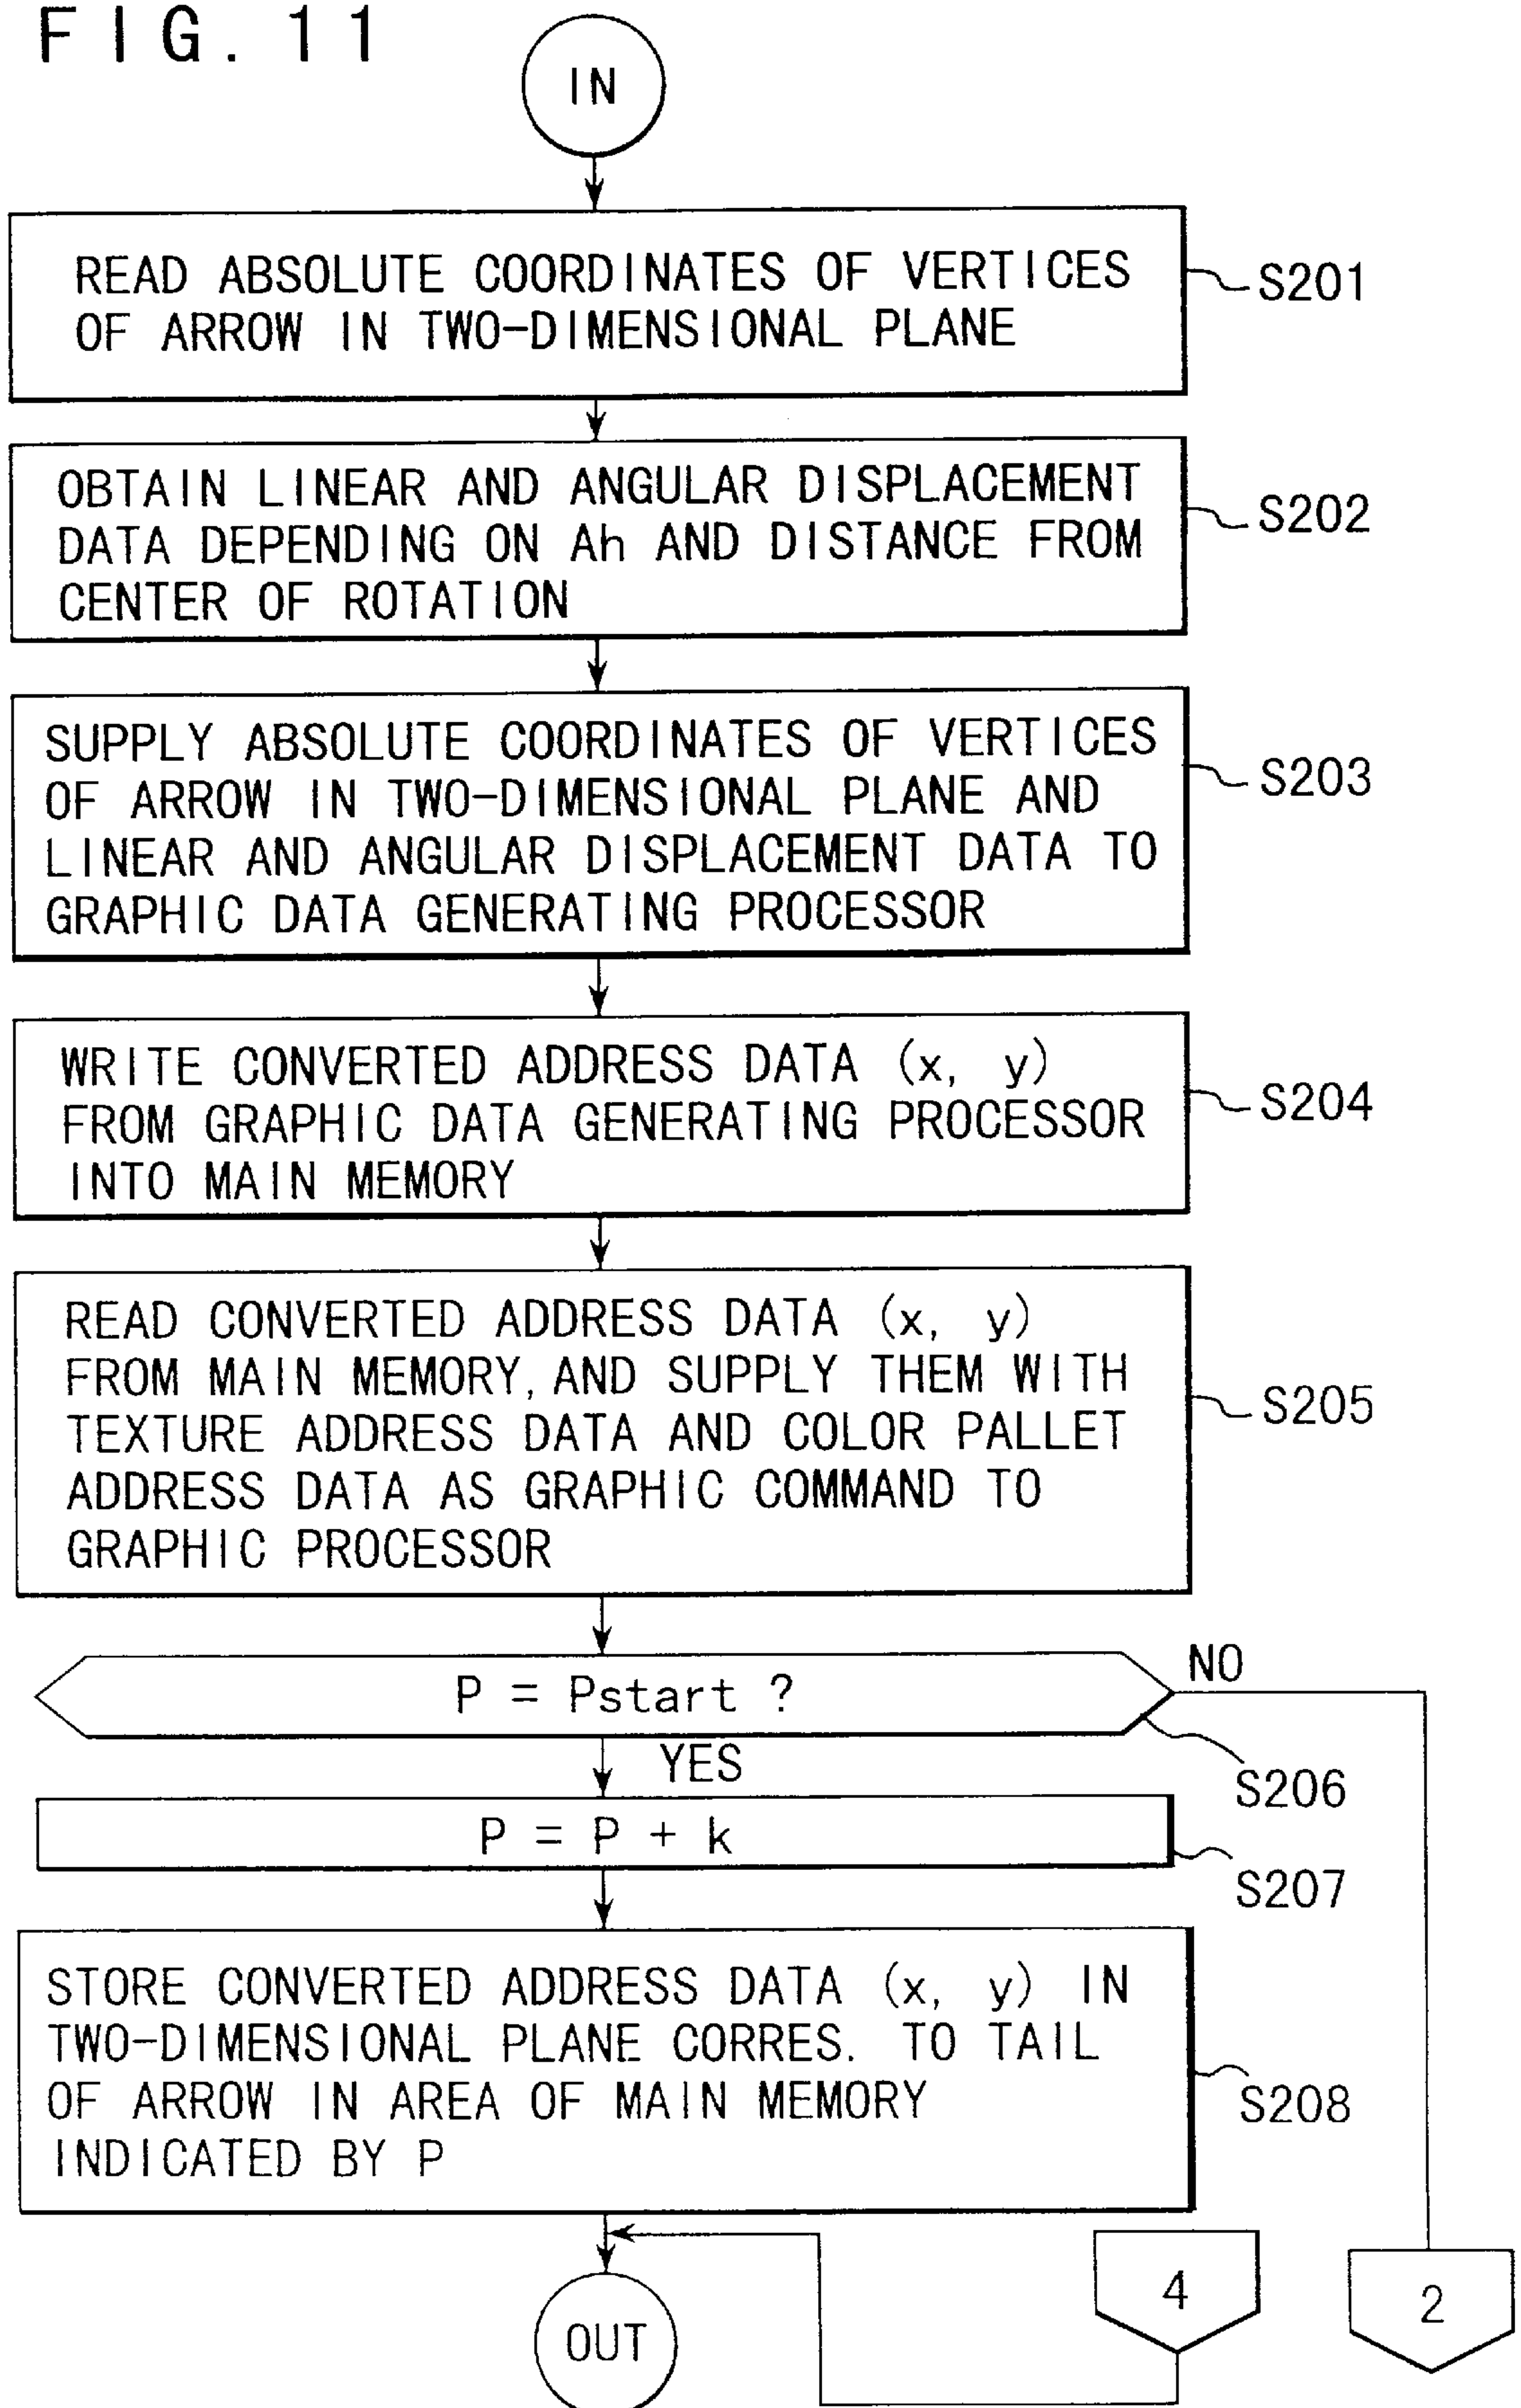 FIG. 11
IN
READ ABSOLUTE COORDINATES OF VERTICES
OF ARROW IN TWO-DIMENSIONAL PLANE
S201
OBTAIN LINEAR AND ANGULAR DISPLACEMENT
DATA DEPENDING ON Ah AND DISTANCE FROM
CENTER OF ROTATION
S202
SUPPLY ABSOLUTE COORDINATES OF VERTICES
OF ARROW IN TWO-DIMENSIONAL PLANE AND
LINEAR AND ANGULAR DISPLACEMENT DATA TO
GRAPHIC DATA GENERATING PROCESSOR
S203
WRITE CONVERTED ADDRESS DATA (x, y)
FROM GRAPHIC DATA GENERATING PROCESSOR
INTO MAIN MEMORY
S204
READ CONVERTED ADDRESS DATA (x, y)
FROM MAIN MEMORY, AND SUPPLY THEM WITH
TEXTURE ADDRESS DATA AND COLOR PALLET
ADDRESS DATA AS GRAPHIC COMMAND TO
GRAPHIC PROCESSOR
S205
P = Pstart ?
NO
S206
YES
P = P + k
S207
STORE CONVERTED ADDRESS DATA (x, y) IN
TWO-DIMENSIONAL PLANE CORRES. TO TAIL
OF ARROW IN AREA OF MAIN MEMORY
INDICATED BY P
S208
OUT
4
2